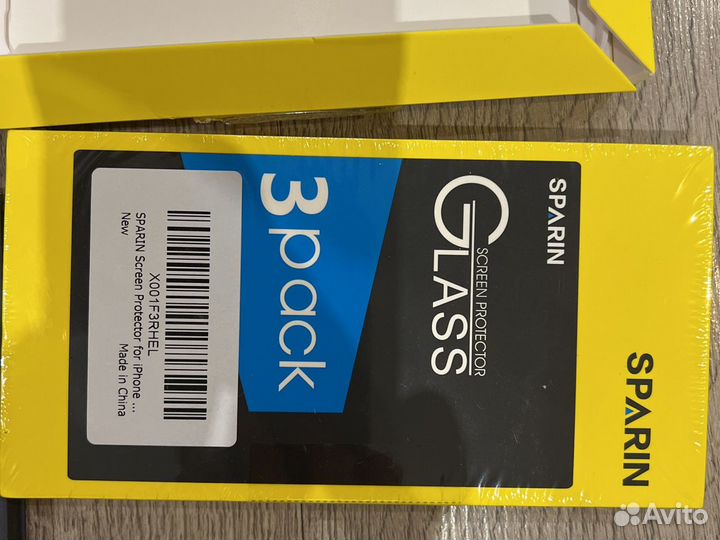 SPARIN
SPARIN
GLASS
SCREEN PROTECTOR
3 pack
X001F3RHEL
SPARIN Screen Protector for iPhone ...
New
Made in China
Avito